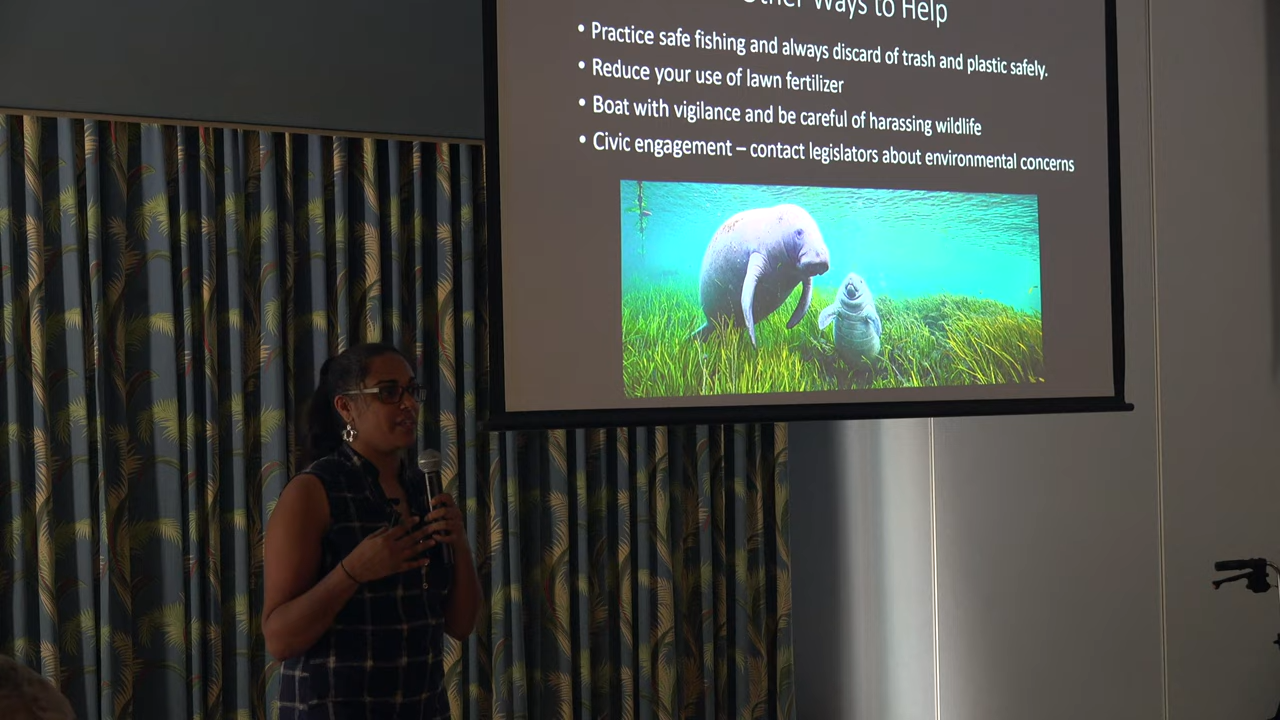 Other Ways to Help
• Practice safe fishing and always discard of trash and plastic safely.
• Reduce your use of lawn fertilizer
• Boat with vigilance and be careful of harassing wildlife
• Civic engagement – contact legislators about environmental concerns